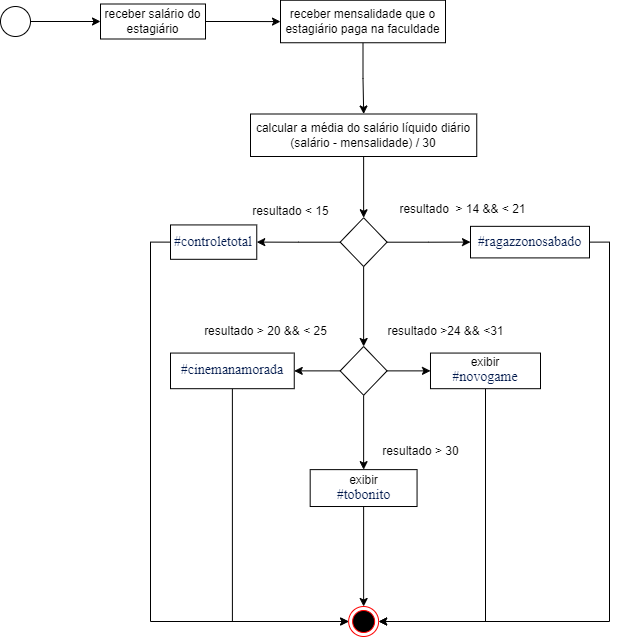 receber salário do
estagiário
receber mensalidade que o
estagiário paga na faculdade
calcular a média do salário líquido diário
(salário - mensalidade) / 30
resultado < 15
resultado  > 14 && < 21
#controletotal
#ragazzonosabado
resultado > 20 && < 25
resultado >24 && <31
#cinemanamorada
exibir
#novogame
resultado > 30
exibir
#tobonito